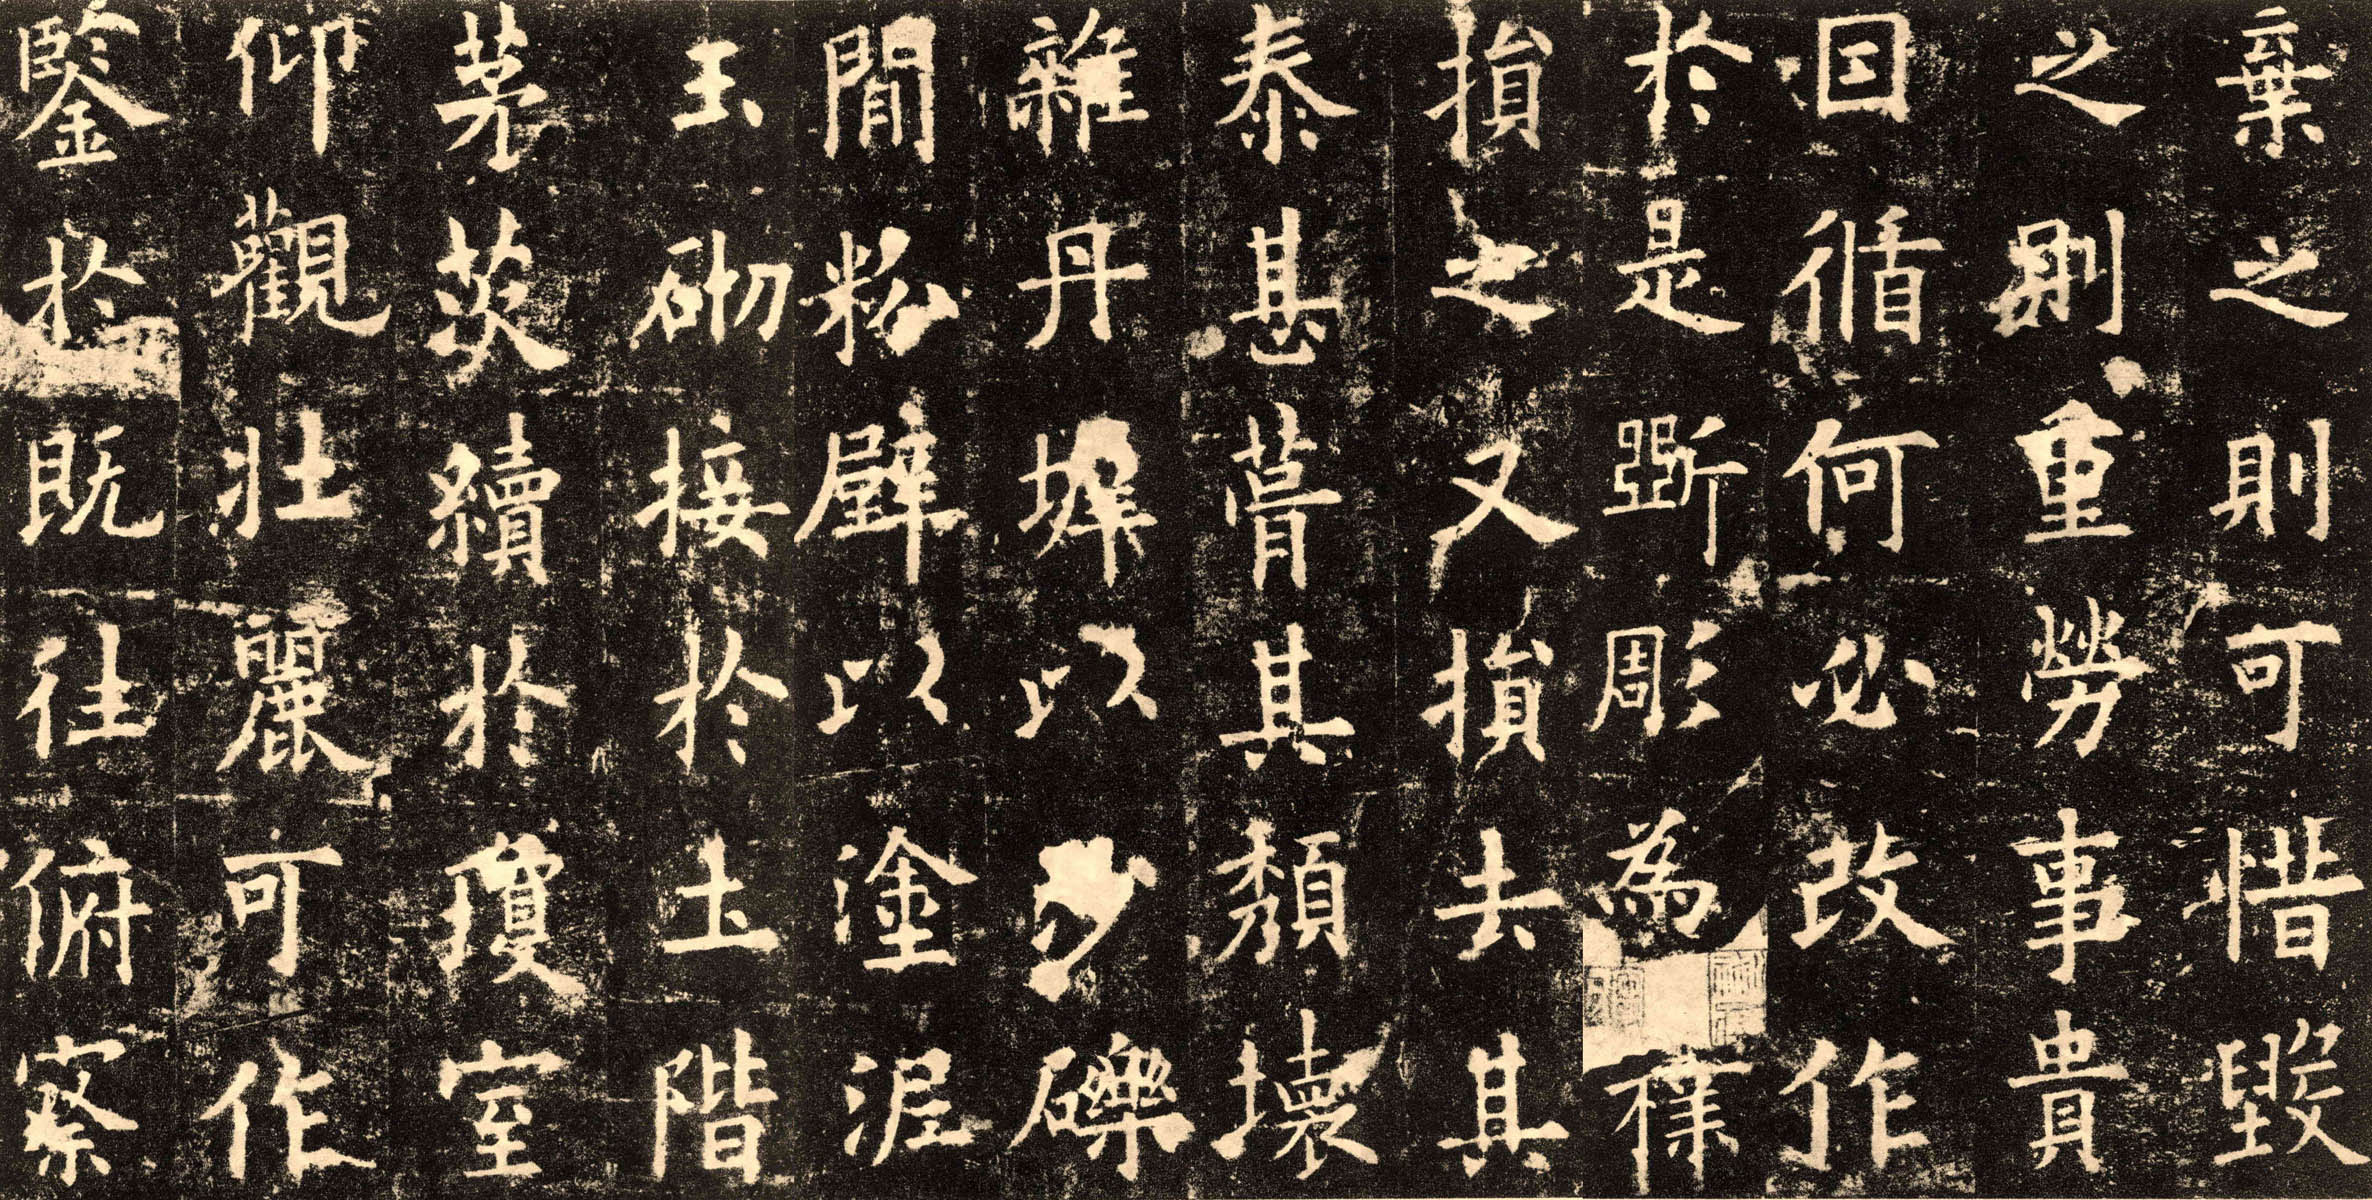 棄之則可惜毀
之則重勞事貴
因循何必改作
於是斵彫為樸
損之又損去其
泰甚葺其頹壞
雜丹墀以沙礫
間粉壁以塗泥
玉砌接於土階
茅茨續於瓊室
仰觀壯麗可作
鑒於既往俯察